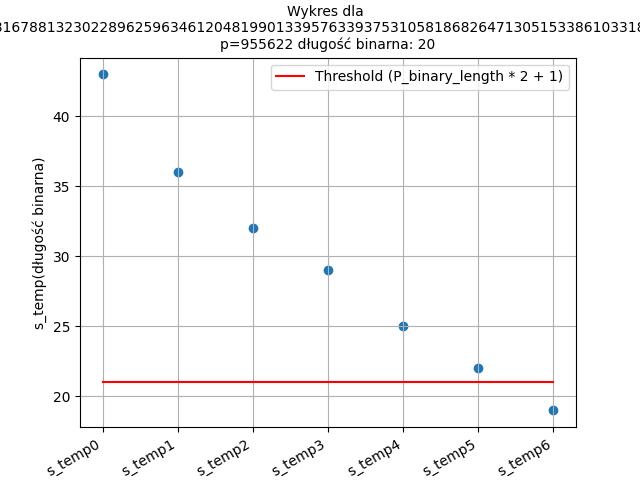 Wykres dla
31678813230228962596346120481990133957633937531058186826471305153386103318
p=955622 długość binarna: 20
Threshold (P_binary_length * 2 + 1)
s_temp(długość binarna)
40
35
30
25
20
s_temp0 s_temp1 s_temp2 s_temp3 s_temp4 s_temp5 s_temp6